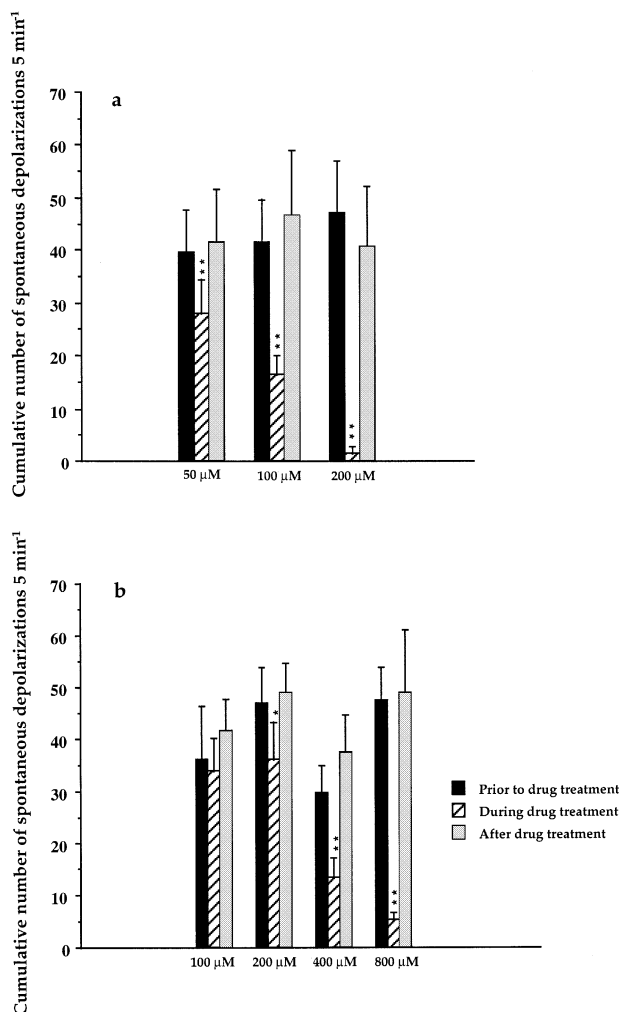 Cumulative number of spontaneous depolarizations 5 min-1
a
70
60
50
40
30
20
10
0
**
**
**
50 µM 100 µM 200 µM
Cumulative number of spontaneous depolarizations 5 min-1
b
70
60
50
40
30
20
10
0
*
**
**
100 µM 200 µM 400 µM 800 µM
Prior to drug treatment
During drug treatment
After drug treatment